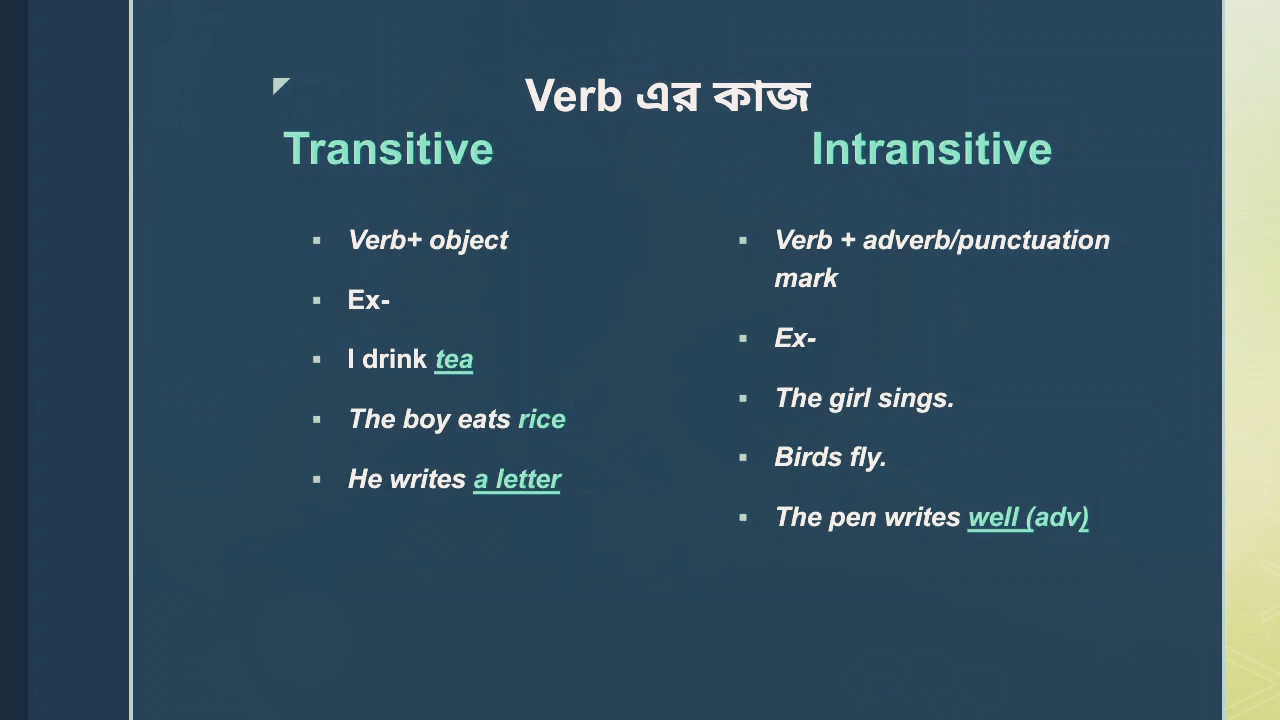 Verb এর কাজ
Transitive
Verb+ object
Ex-
I drink tea
The boy eats rice
He writes a letter
Intransitive
Verb + adverb/punctuation
mark
Ex-
The girl sings.
Birds fly.
The pen writes well (adv)